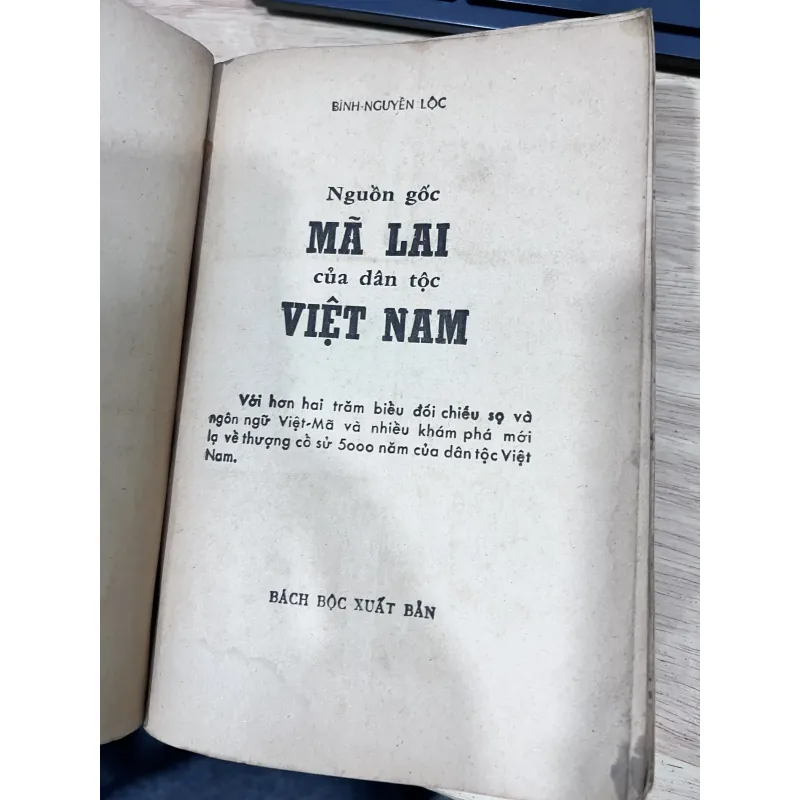 BÌNH-NGUYÊN LỘC
Nguồn gốc
MÃ LAI
của dân tộc
VIỆT NAM
Với hơn hai trăm biểu đối chiếu sọ và
ngôn ngữ Việt-Mã và nhiều khám phá mới
lạ về thượng cổ sử 5000 năm của dân tộc Việt
Nam.
BÁCH BỘC XUẤT BẢN